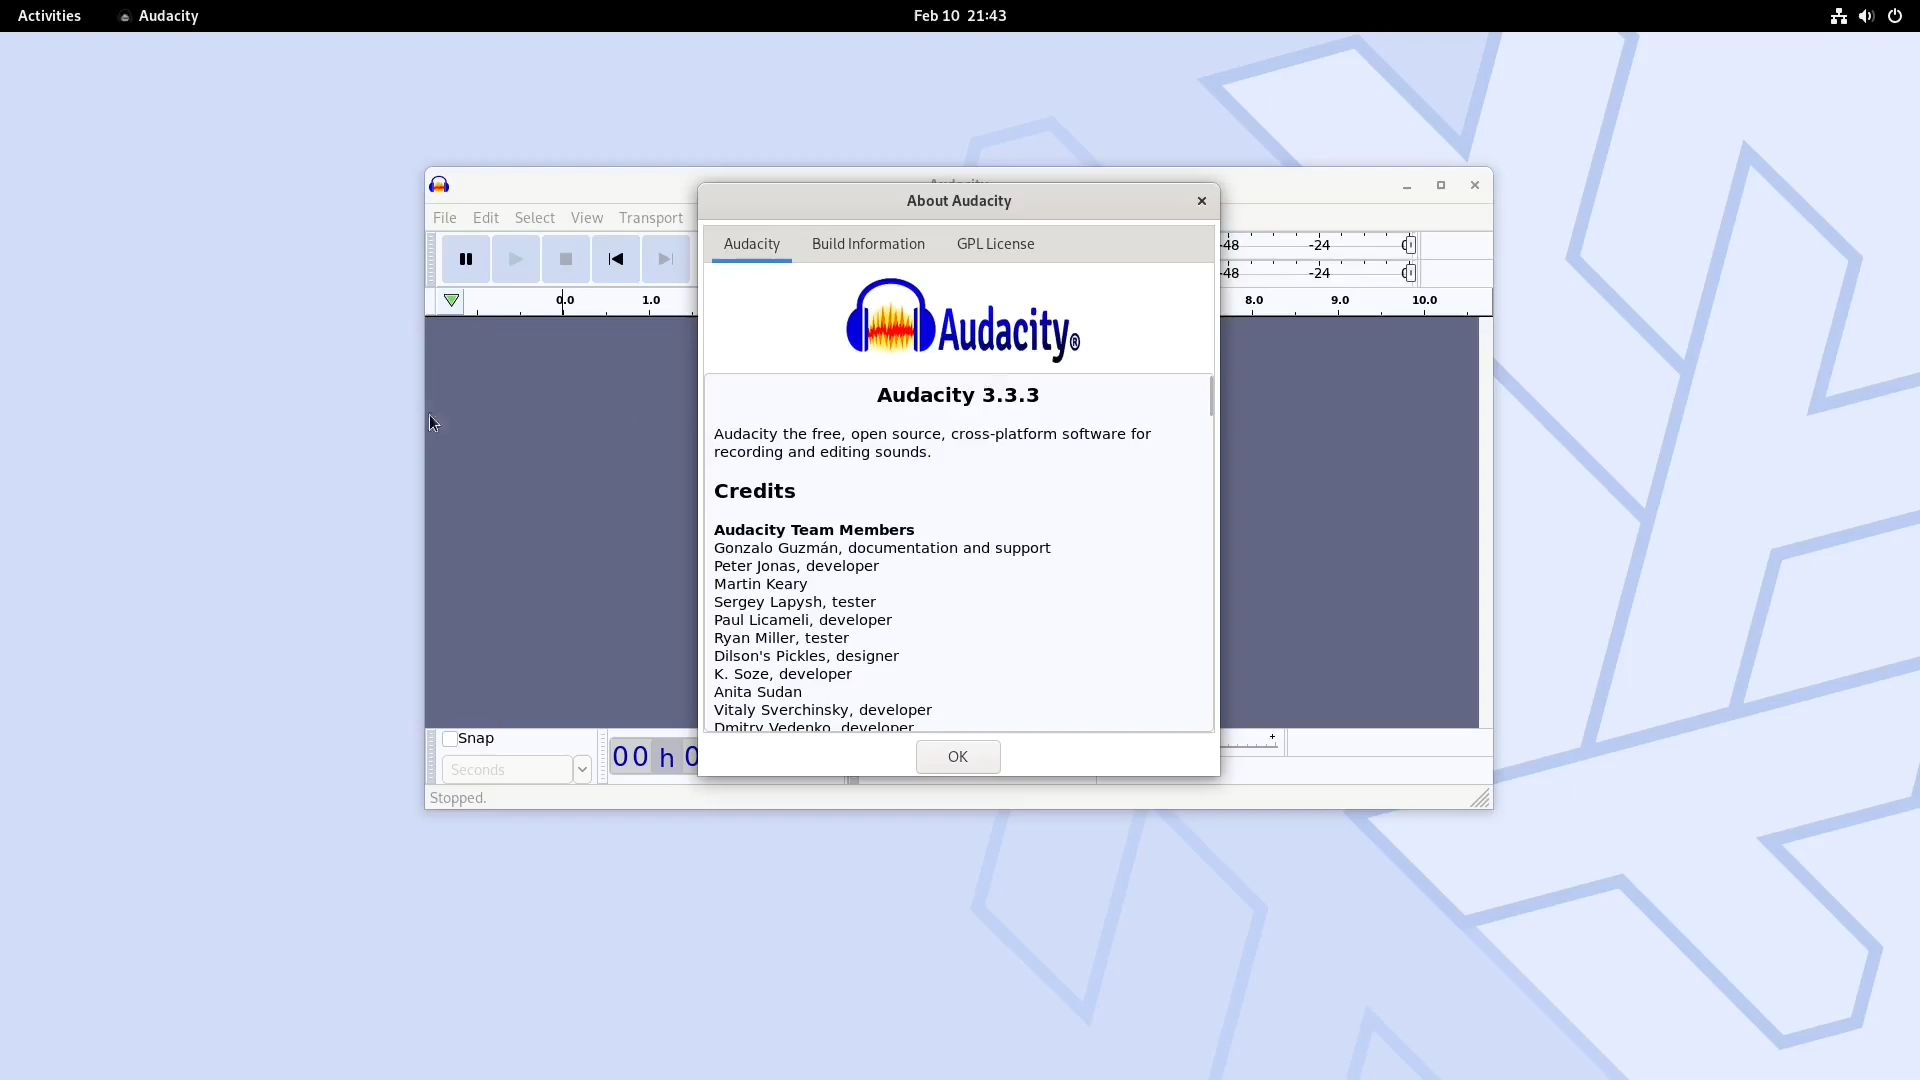 Activities
Audacity
Feb 10 21:43
File Edit Select View Transport
About Audacity
Audacity Build Information GPL License
-48 -24
-48 -24
0.0 1.0 8.0 9.0 10.0
Audacity®
Audacity 3.3.3
Audacity the free, open source, cross-platform software for
recording and editing sounds.
Credits
Audacity Team Members
Gonzalo Guzmán, documentation and support
Peter Jonas, developer
Martin Keary
Sergey Lapysh, tester
Paul Licameli, developer
Ryan Miller, tester
Dilson's Pickles, designer
K. Soze, developer
Anita Sudan
Vitaly Sverchinsky, developer
Dmitry Vedenko, developer
Snap
Seconds
00 h 0
OK
Stopped.